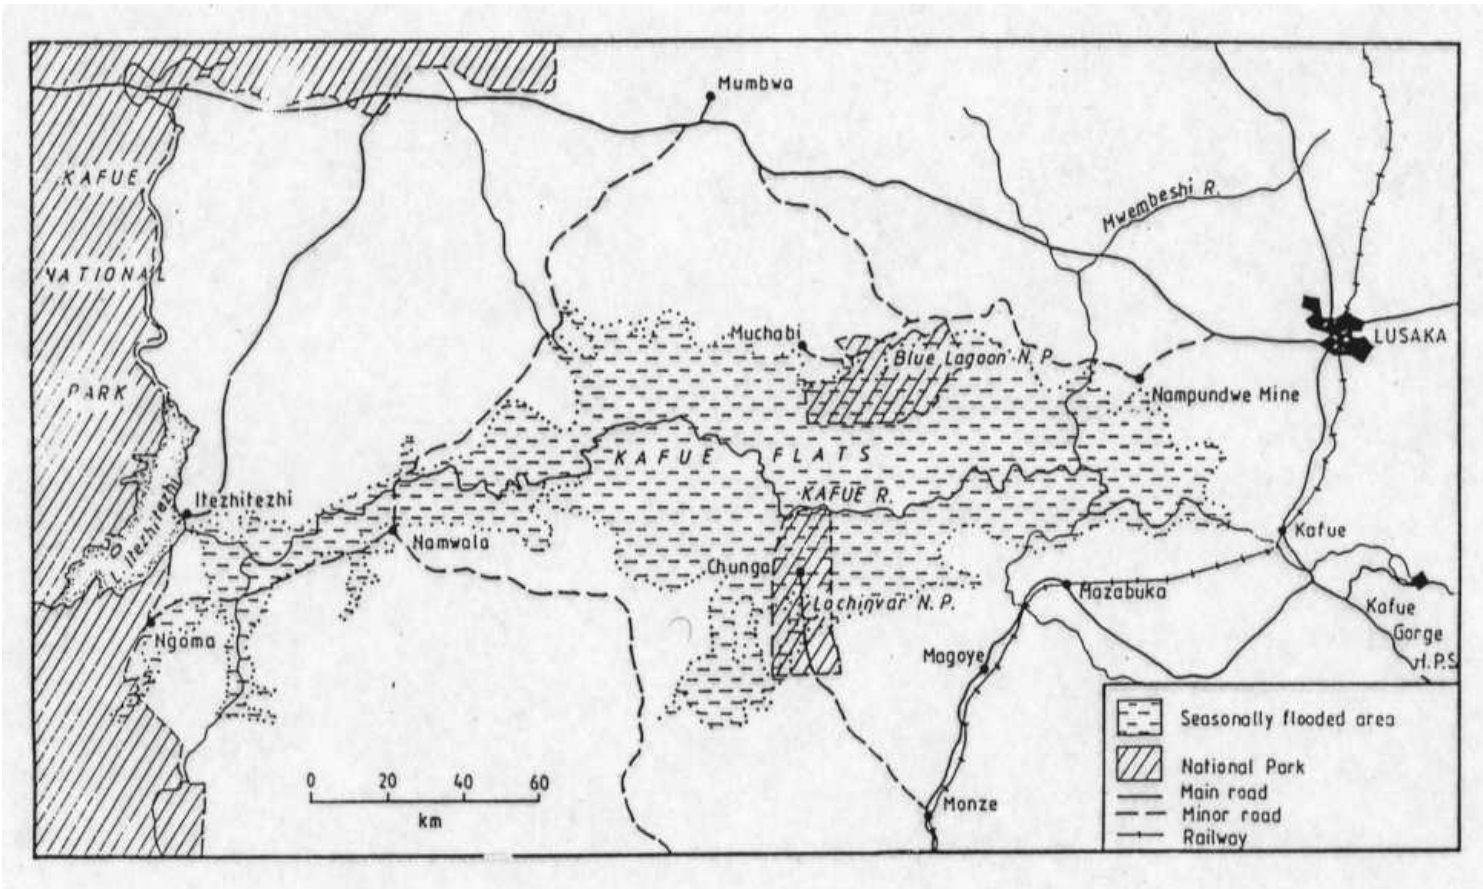 Mumbwa
KAFUE
NATIONAL
PARK
Mwembeshi R.
LUSAKA
Muchabi
Blue Lagoon N.P.
Nampundwe Mine
KAFUE FLATS
KAFUE R.
Itezhitezhi
L. Itezhitezhi
Namwala
Kafue
Chunga
Lochinvar N.P.
Mazabuka
Kafue
Gorge
H.P.S
Ngoma
Magoye
Monze
0 20 40 60
km
Seasonally flooded area
National Park
Main road
Minor road
Railway